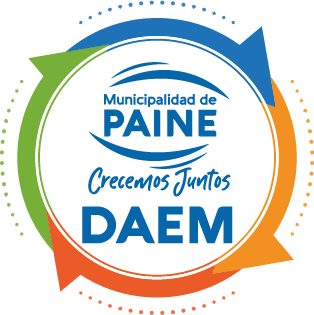 Municipalidad de
PAINE
Crecemos Juntos
DAEM